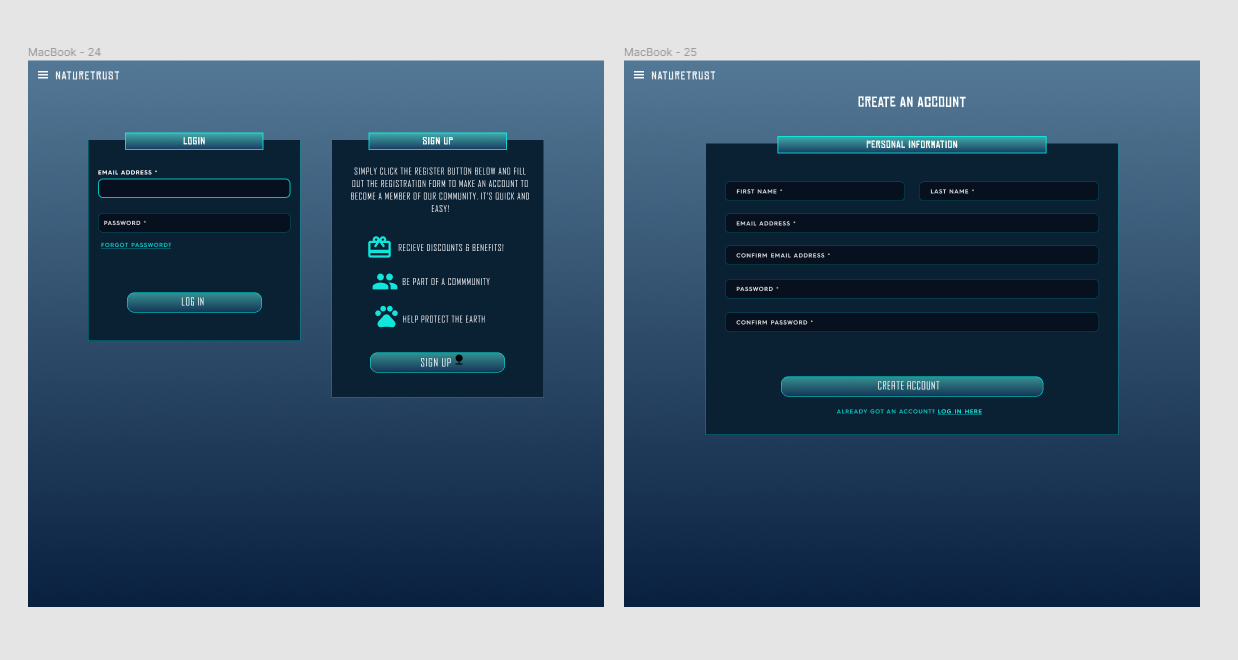 MacBook - 24
NATURETRUST
LOGIN
EMAIL ADDRESS *
PASSWORD *
FORGOT PASSWORD?
LOG IN
SIGN UP
SIMPLY CLICK THE REGISTER BUTTON BELOW AND FILL
OUT THE REGISTRATION FORM TO MAKE AN ACCOUNT TO
BECOME A MEMBER OF OUR COMMUNITY. IT'S QUICK AND
EASY!
RECIEVE DISCOUNTS & BENEFITS!
BE PART OF A COMMMUNITY
HELP PROTECT THE EARTH
SIGN UP
MacBook - 25
NATURETRUST
CREATE AN ACCOUNT
PERSONAL INFORMATION
FIRST NAME *
LAST NAME *
EMAIL ADDRESS *
CONFIRM EMAIL ADDRESS *
PASSWORD *
CONFIRM PASSWORD *
CREATE ACCOUNT
ALREADY GOT AN ACCOUNT? LOG IN HERE